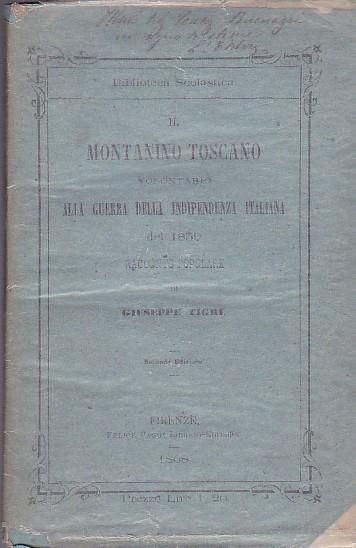 Biblioteca Scolastica
IL
MONTANINO TOSCANO
VOLONTARIO
ALLA GUERRA DELLA INDIPENDENZA ITALIANA
del 1859
RACCONTO POPOLARE
DI
GIUSEPPE TIGRI
Seconda Edizione
FIRENZE,
FELICE PAGGI LIBRAIO-EDITORE
1868
Prezzo Lire 1, 20.